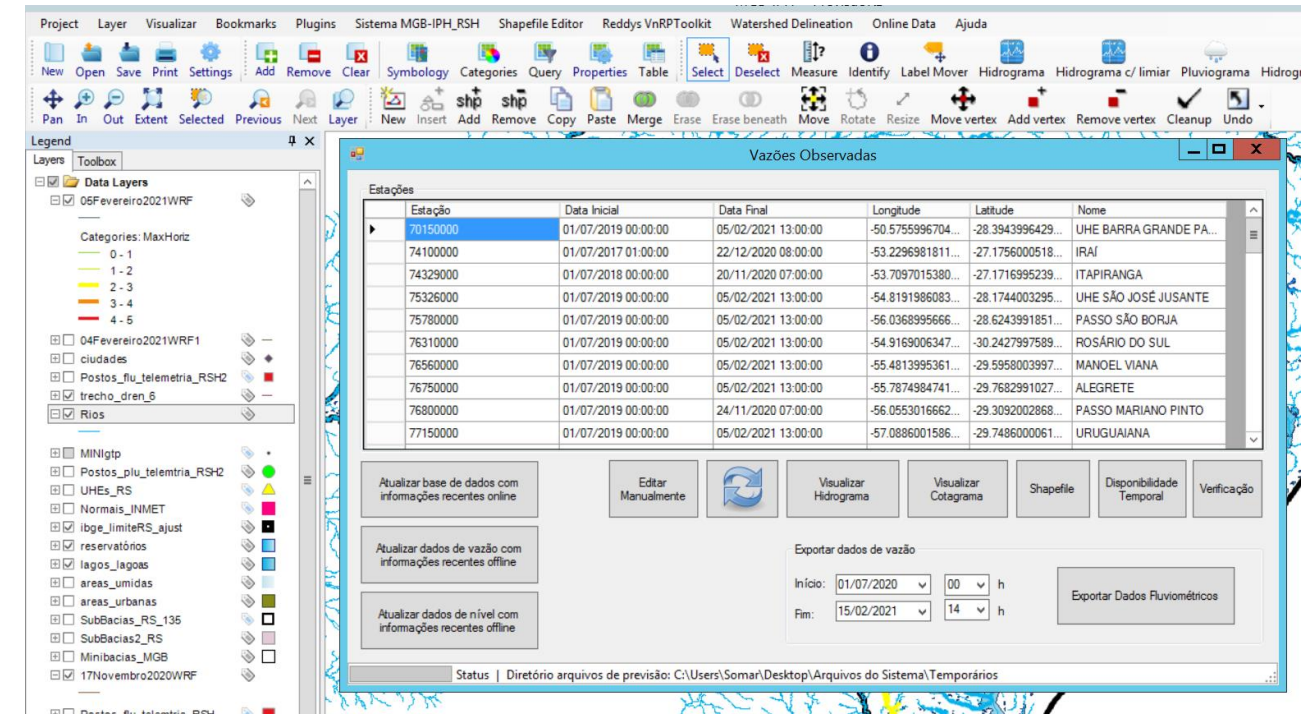 Project Layer Visualizar Bookmarks Plugins Sistema MGB-IPH_RSH Shapefile Editor Reddys VnRPToolkit Watershed Delineation Online Data Ajuda
New Open Save Print Settings Add Remove Clear Symbology Categories Query Properties Table Select Deselect Measure Identify Label Mover Hidrograma Hidrograma c/ limiar Pluviograma
shp shp
Pan In Out Extent Selected Previous Next Layer New Insert Add Remove Copy Paste Merge Erase Erase beneath Move Rotate Resize Move vertex Add vertex Remove vertex Cleanup Undo
Legend
Layers Toolbox
Data Layers
05Fevereiro2021WRF
Categories: MaxHoriz
0 - 1
1 - 2
2 - 3
3 - 4
4 - 5
04Fevereiro2021WRF1
ciudades
Postos_flu_telemetria_RSH2
trecho_dren_6
Rios
MINIgtp
Postos_plu_telemtria_RSH2
UHEs_RS
Normais_INMET
ibge_limiteRS_ajust
reservatórios
lagos_lagoas
areas_umidas
areas_urbanas
SubBacias_RS_135
SubBacias2_RS
Minibacias_MGB
17Novembro2020WRF
Vazões Observadas
Estações
Estação Data Inicial Data Final Longitude Latitude Nome
70150000 01/07/2019 00:00:00 05/02/2021 13:00:00 -50.5755996704... -28.3943996429... UHE BARRA GRANDE PA...
74100000 01/07/2017 01:00:00 22/12/2020 08:00:00 -53.2296981811... -27.1756000518... IRAÍ
74329000 01/07/2018 00:00:00 20/11/2020 07:00:00 -53.7097015380... -27.1716995239... ITAPIRANGA
75326000 01/07/2019 00:00:00 05/02/2021 13:00:00 -54.8191986083... -28.1744003295... UHE SÃO JOSÉ JUSANTE
75780000 01/07/2019 00:00:00 05/02/2021 13:00:00 -56.0368995666... -28.6243991851... PASSO SÃO BORJA
76310000 01/07/2019 00:00:00 05/02/2021 13:00:00 -54.9169006347... -30.2427997589... ROSÁRIO DO SUL
76560000 01/07/2019 00:00:00 05/02/2021 13:00:00 -55.4813995361... -29.5958003997... MANOEL VIANA
76750000 01/07/2019 00:00:00 05/02/2021 13:00:00 -55.7874984741... -29.7682991027... ALEGRETE
76800000 01/07/2019 00:00:00 24/11/2020 07:00:00 -56.0553016662... -29.3092002868... PASSO MARIANO PINTO
77150000 01/07/2019 00:00:00 05/02/2021 13:00:00 -57.0886001586... -29.7486000061... URUGUAIANA
Atualizar base de dados com
informações recentes online
Editar
Manualmente
Visualizar
Hidrograma
Visualizar
Cotagrama
Shapefile
Disponibilidade
Temporal
Verificação
Atualizar dados de vazão com
informações recentes offline
Atualizar dados de nível com
informações recentes offline
Exportar dados de vazão
Início: 01/07/2020 00 h
Fim: 15/02/2021 14 h
Exportar Dados Fluviométricos
Status | Diretório arquivos de previsão: C:\Users\Somar\Desktop\Arquivos do Sistema\Temporários